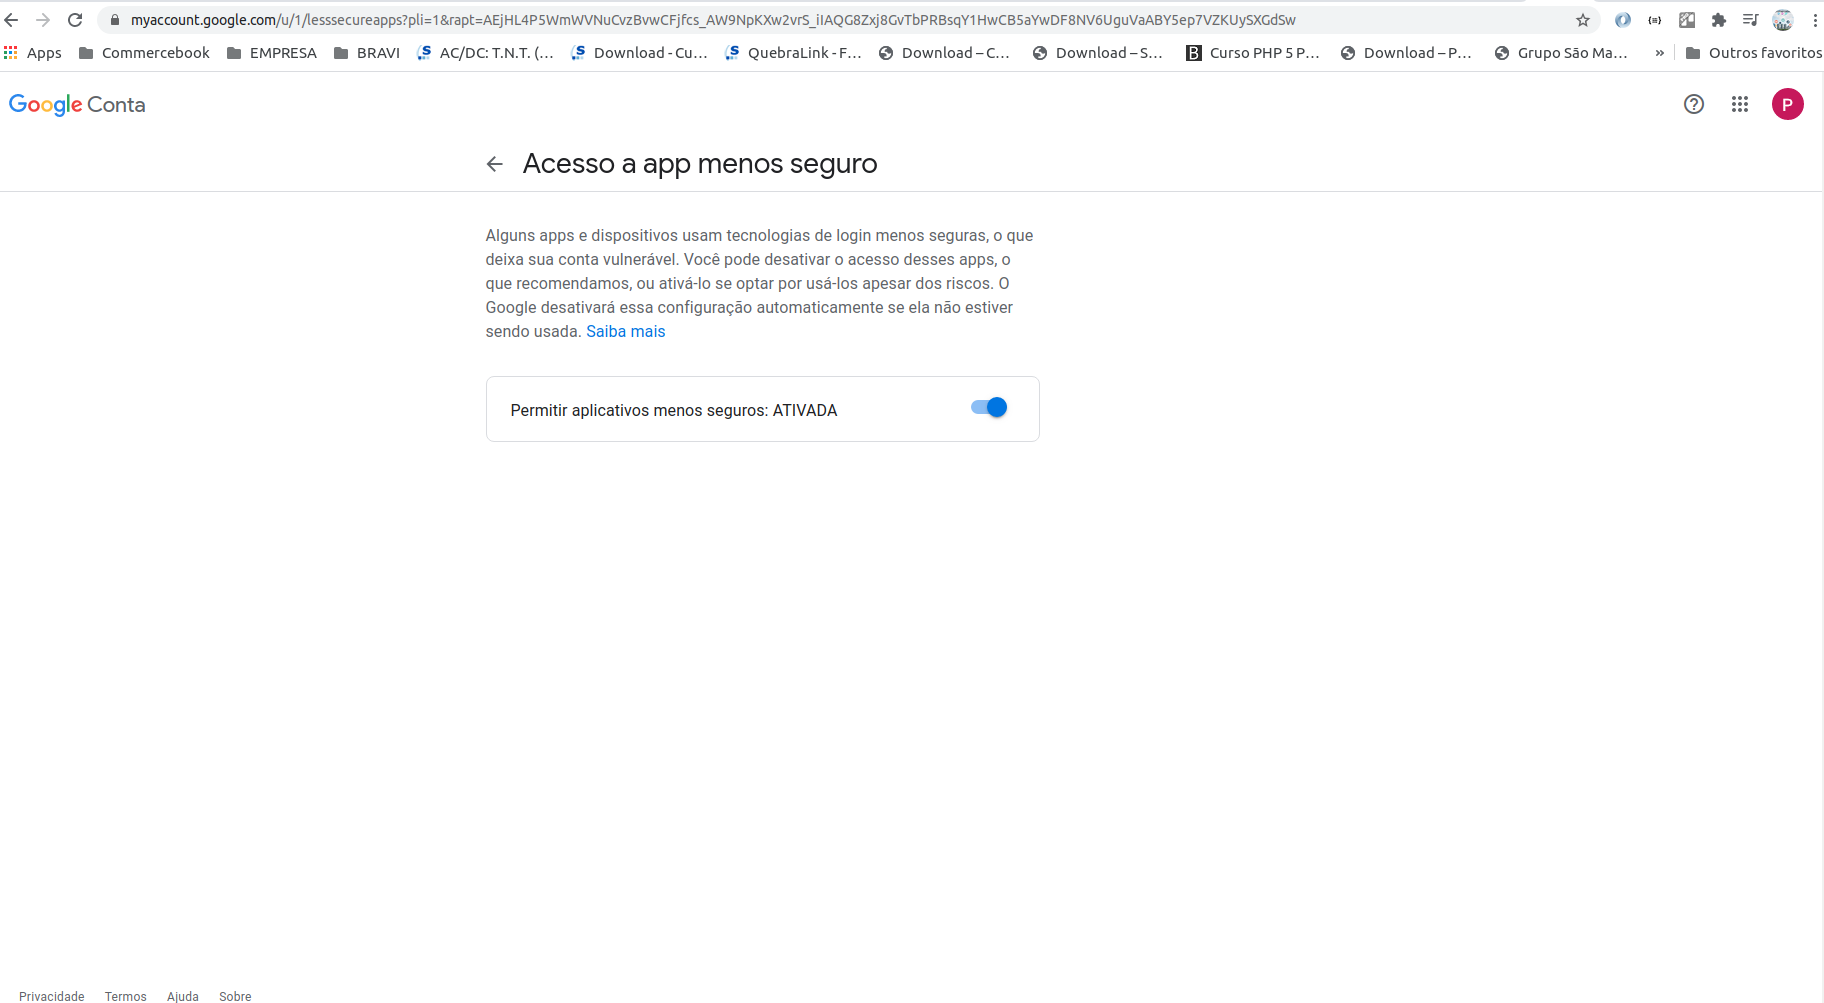 myaccount.google.com/u/1/lesssecureapps?pli=1&rapt=AEjHL4P5WmWVNuCvzBvwCFjfcs_AW9NpKXw2vrS_iIAQG8Zxj8GvTbPRBsqY1HwCB5aYwDF8NV6UguVaABY5ep7VZKUySXGdSw
Apps Commercebook EMPRESA BRAVI AC/DC: T.N.T. (... Download - Cu... QuebraLink - F... Download – C... Download – S... Curso PHP 5 P... Download – P... Grupo São Ma... » Outros favoritos
Google Conta
P
Acesso a app menos seguro
Alguns apps e dispositivos usam tecnologias de login menos seguras, o que
deixa sua conta vulnerável. Você pode desativar o acesso desses apps, o
que recomendamos, ou ativá-lo se optar por usá-los apesar dos riscos. O
Google desativará essa configuração automaticamente se ela não estiver
sendo usada. Saiba mais
Permitir aplicativos menos seguros: ATIVADA
Privacidade Termos Ajuda Sobre